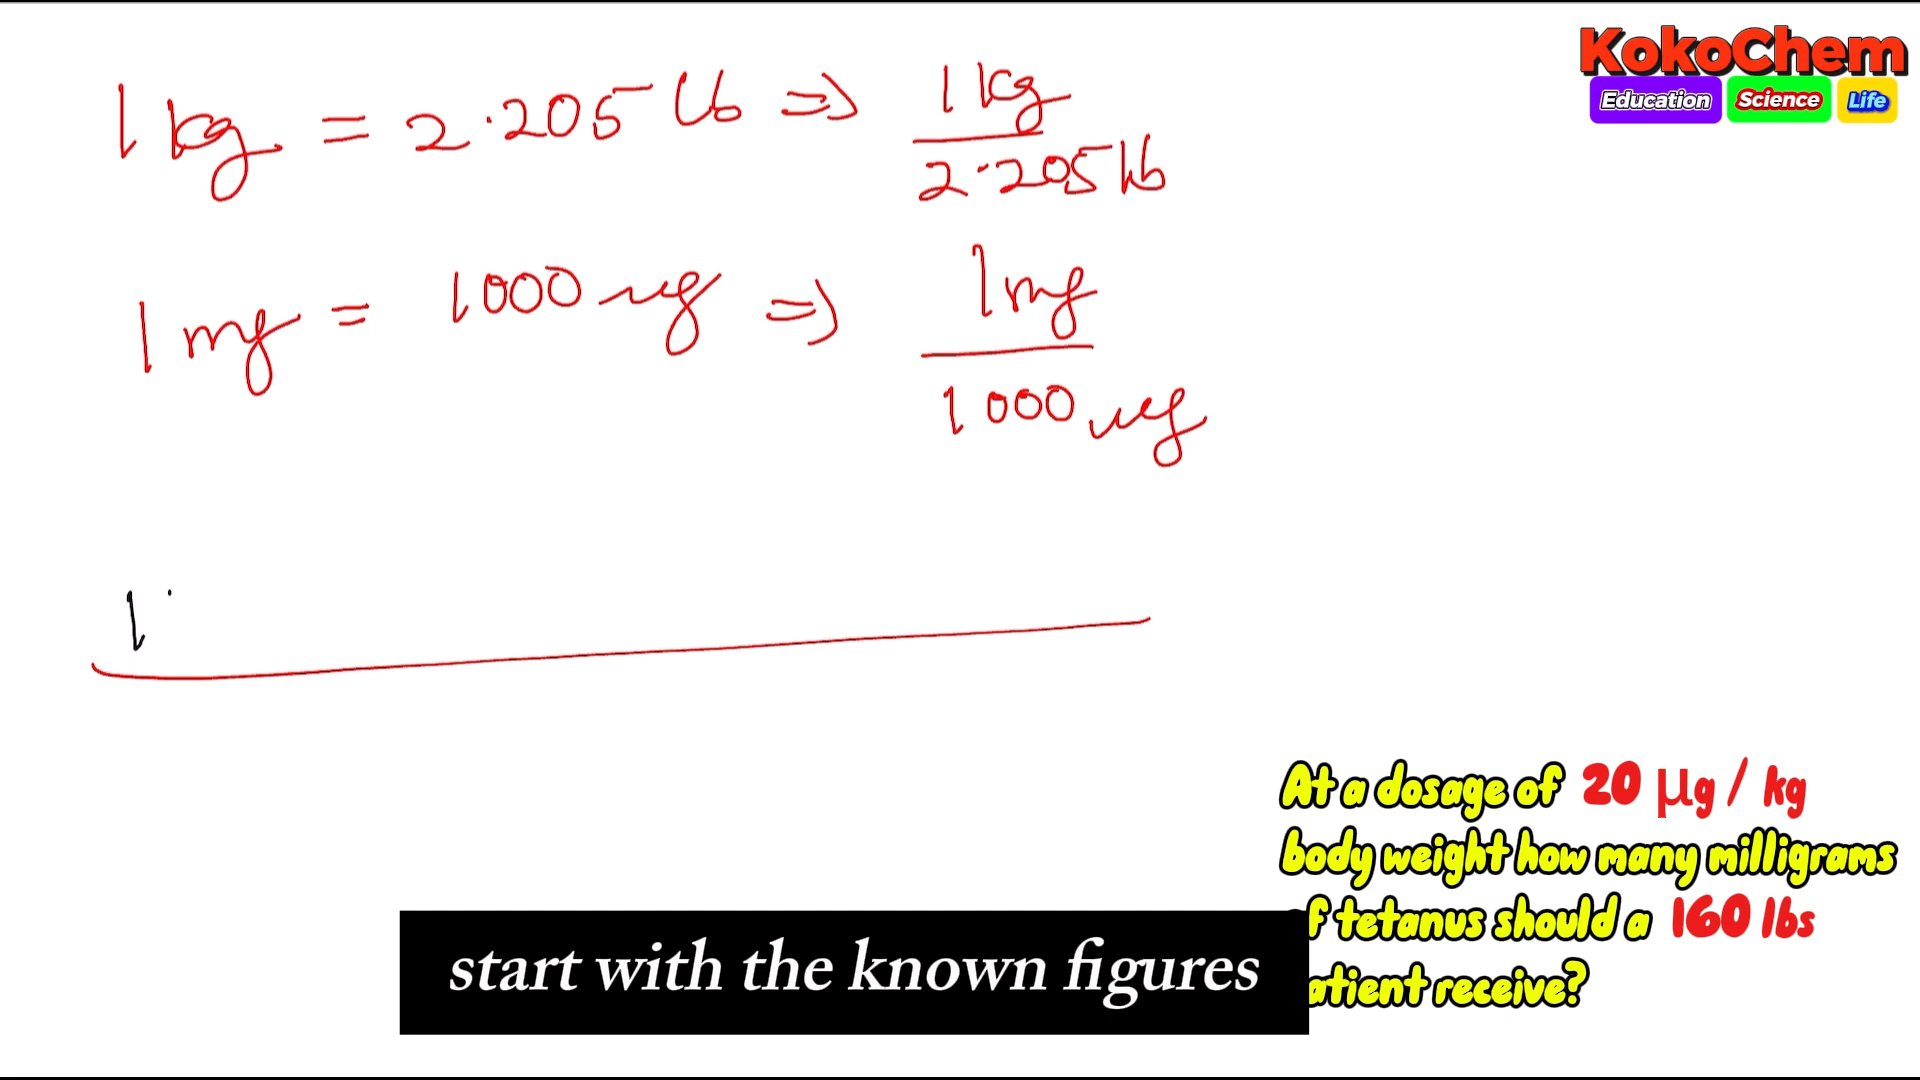 KokoChem
Education Science Life
1 kg = 2.205 lb => 1 kg / 2.205 lb
1 mg = 1000 µg => 1 mg / 1000 µg
1
At a dosage of 20 µg / kg
body weight how many milligrams
f tetanus should a 160 lbs
atient receive?
start with the known figures